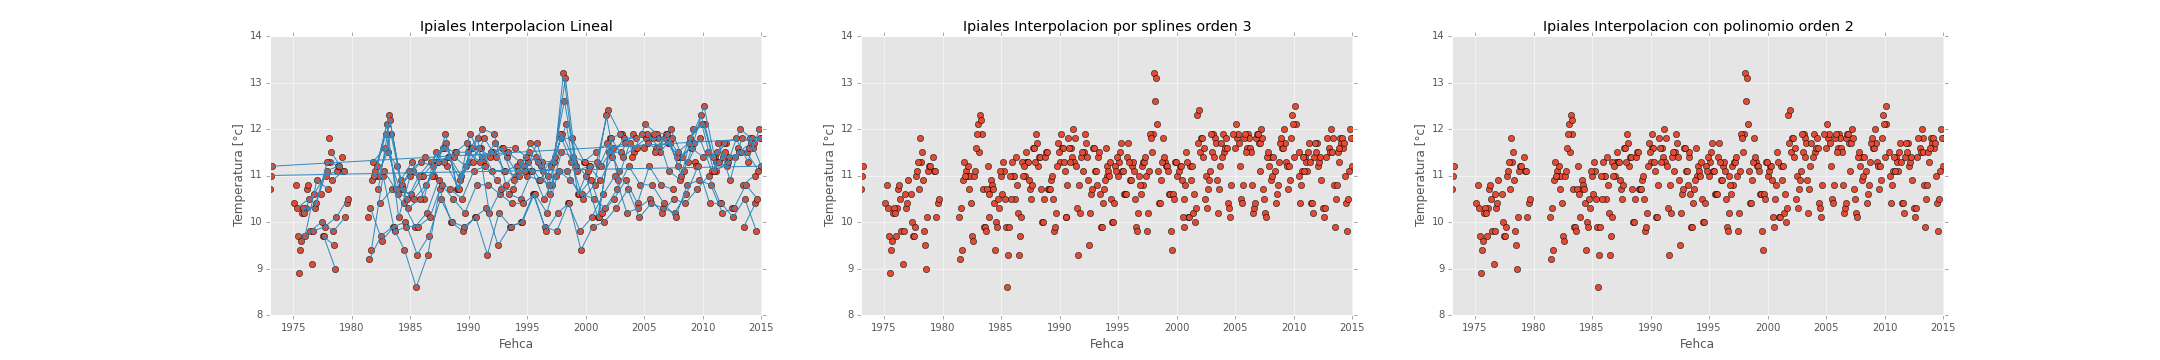 Ipiales Interpolacion Lineal
Temperatura [°c]
14
13
12
11
10
9
8
1975 1980 1985 1990 1995 2000 2005 2010 2015
Fehca
Ipiales Interpolacion por splines orden 3
Temperatura [°c]
14
13
12
11
10
9
8
1975 1980 1985 1990 1995 2000 2005 2010 2015
Fehca
Ipiales Interpolacion con polinomio orden 2
Temperatura [°c]
14
13
12
11
10
9
8
1975 1980 1985 1990 1995 2000 2005 2010 2015
Fehca